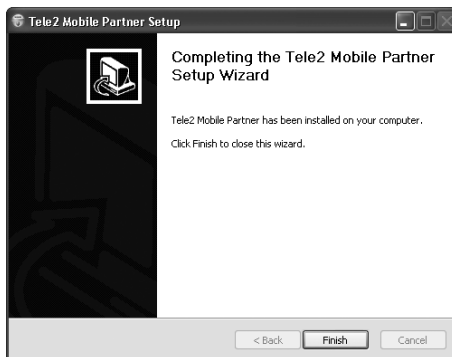 Tele2 Mobile Partner Setup
Completing the Tele2 Mobile Partner
Setup Wizard
Tele2 Mobile Partner has been installed on your computer.
Click Finish to close this wizard.
< Back
Finish
Cancel